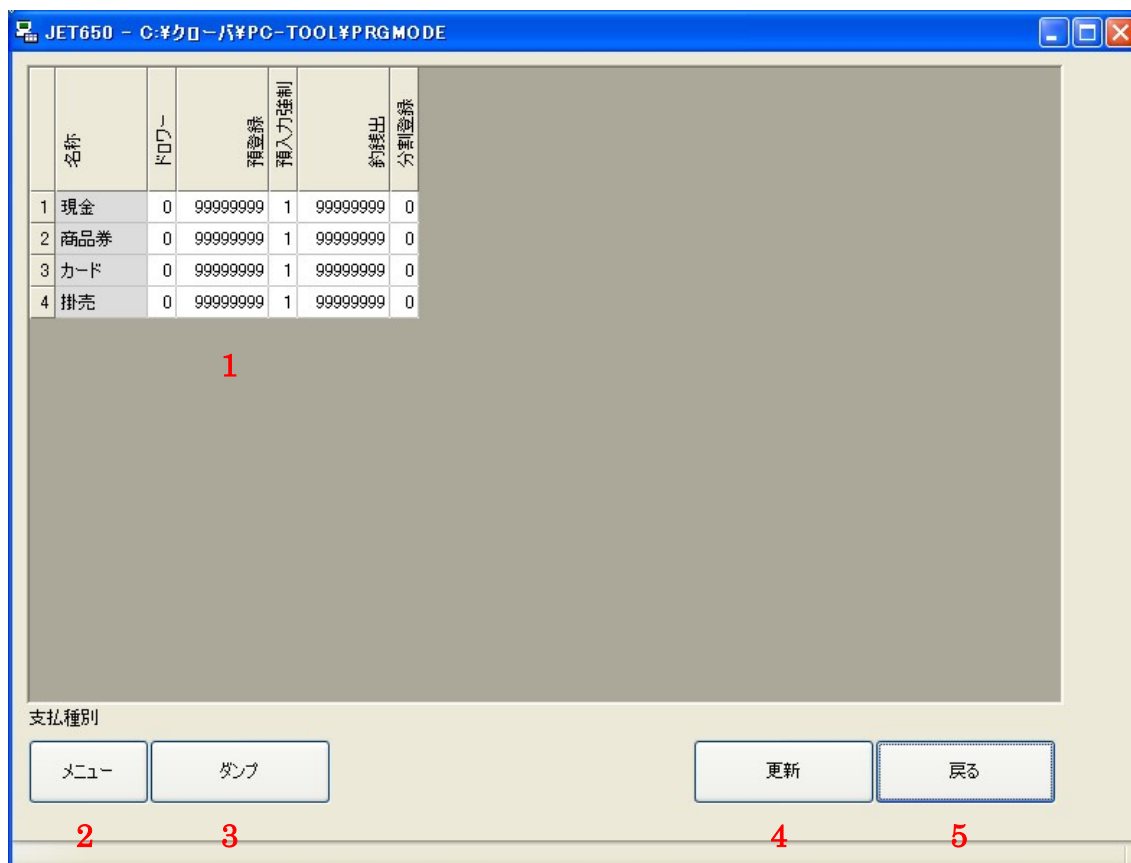 JET650 - C:¥クローバ¥PC-TOOL¥PRGMODE
名称 ドロワー 預登録 預入力強制 釣銭出 分割登録
1 現金 0 99999999 1 99999999 0
2 商品券 0 99999999 1 99999999 0
3 カード 0 99999999 1 99999999 0
4 掛売 0 99999999 1 99999999 0
1
支払種別
メニュー ダンプ 更新 戻る
2 3 4 5